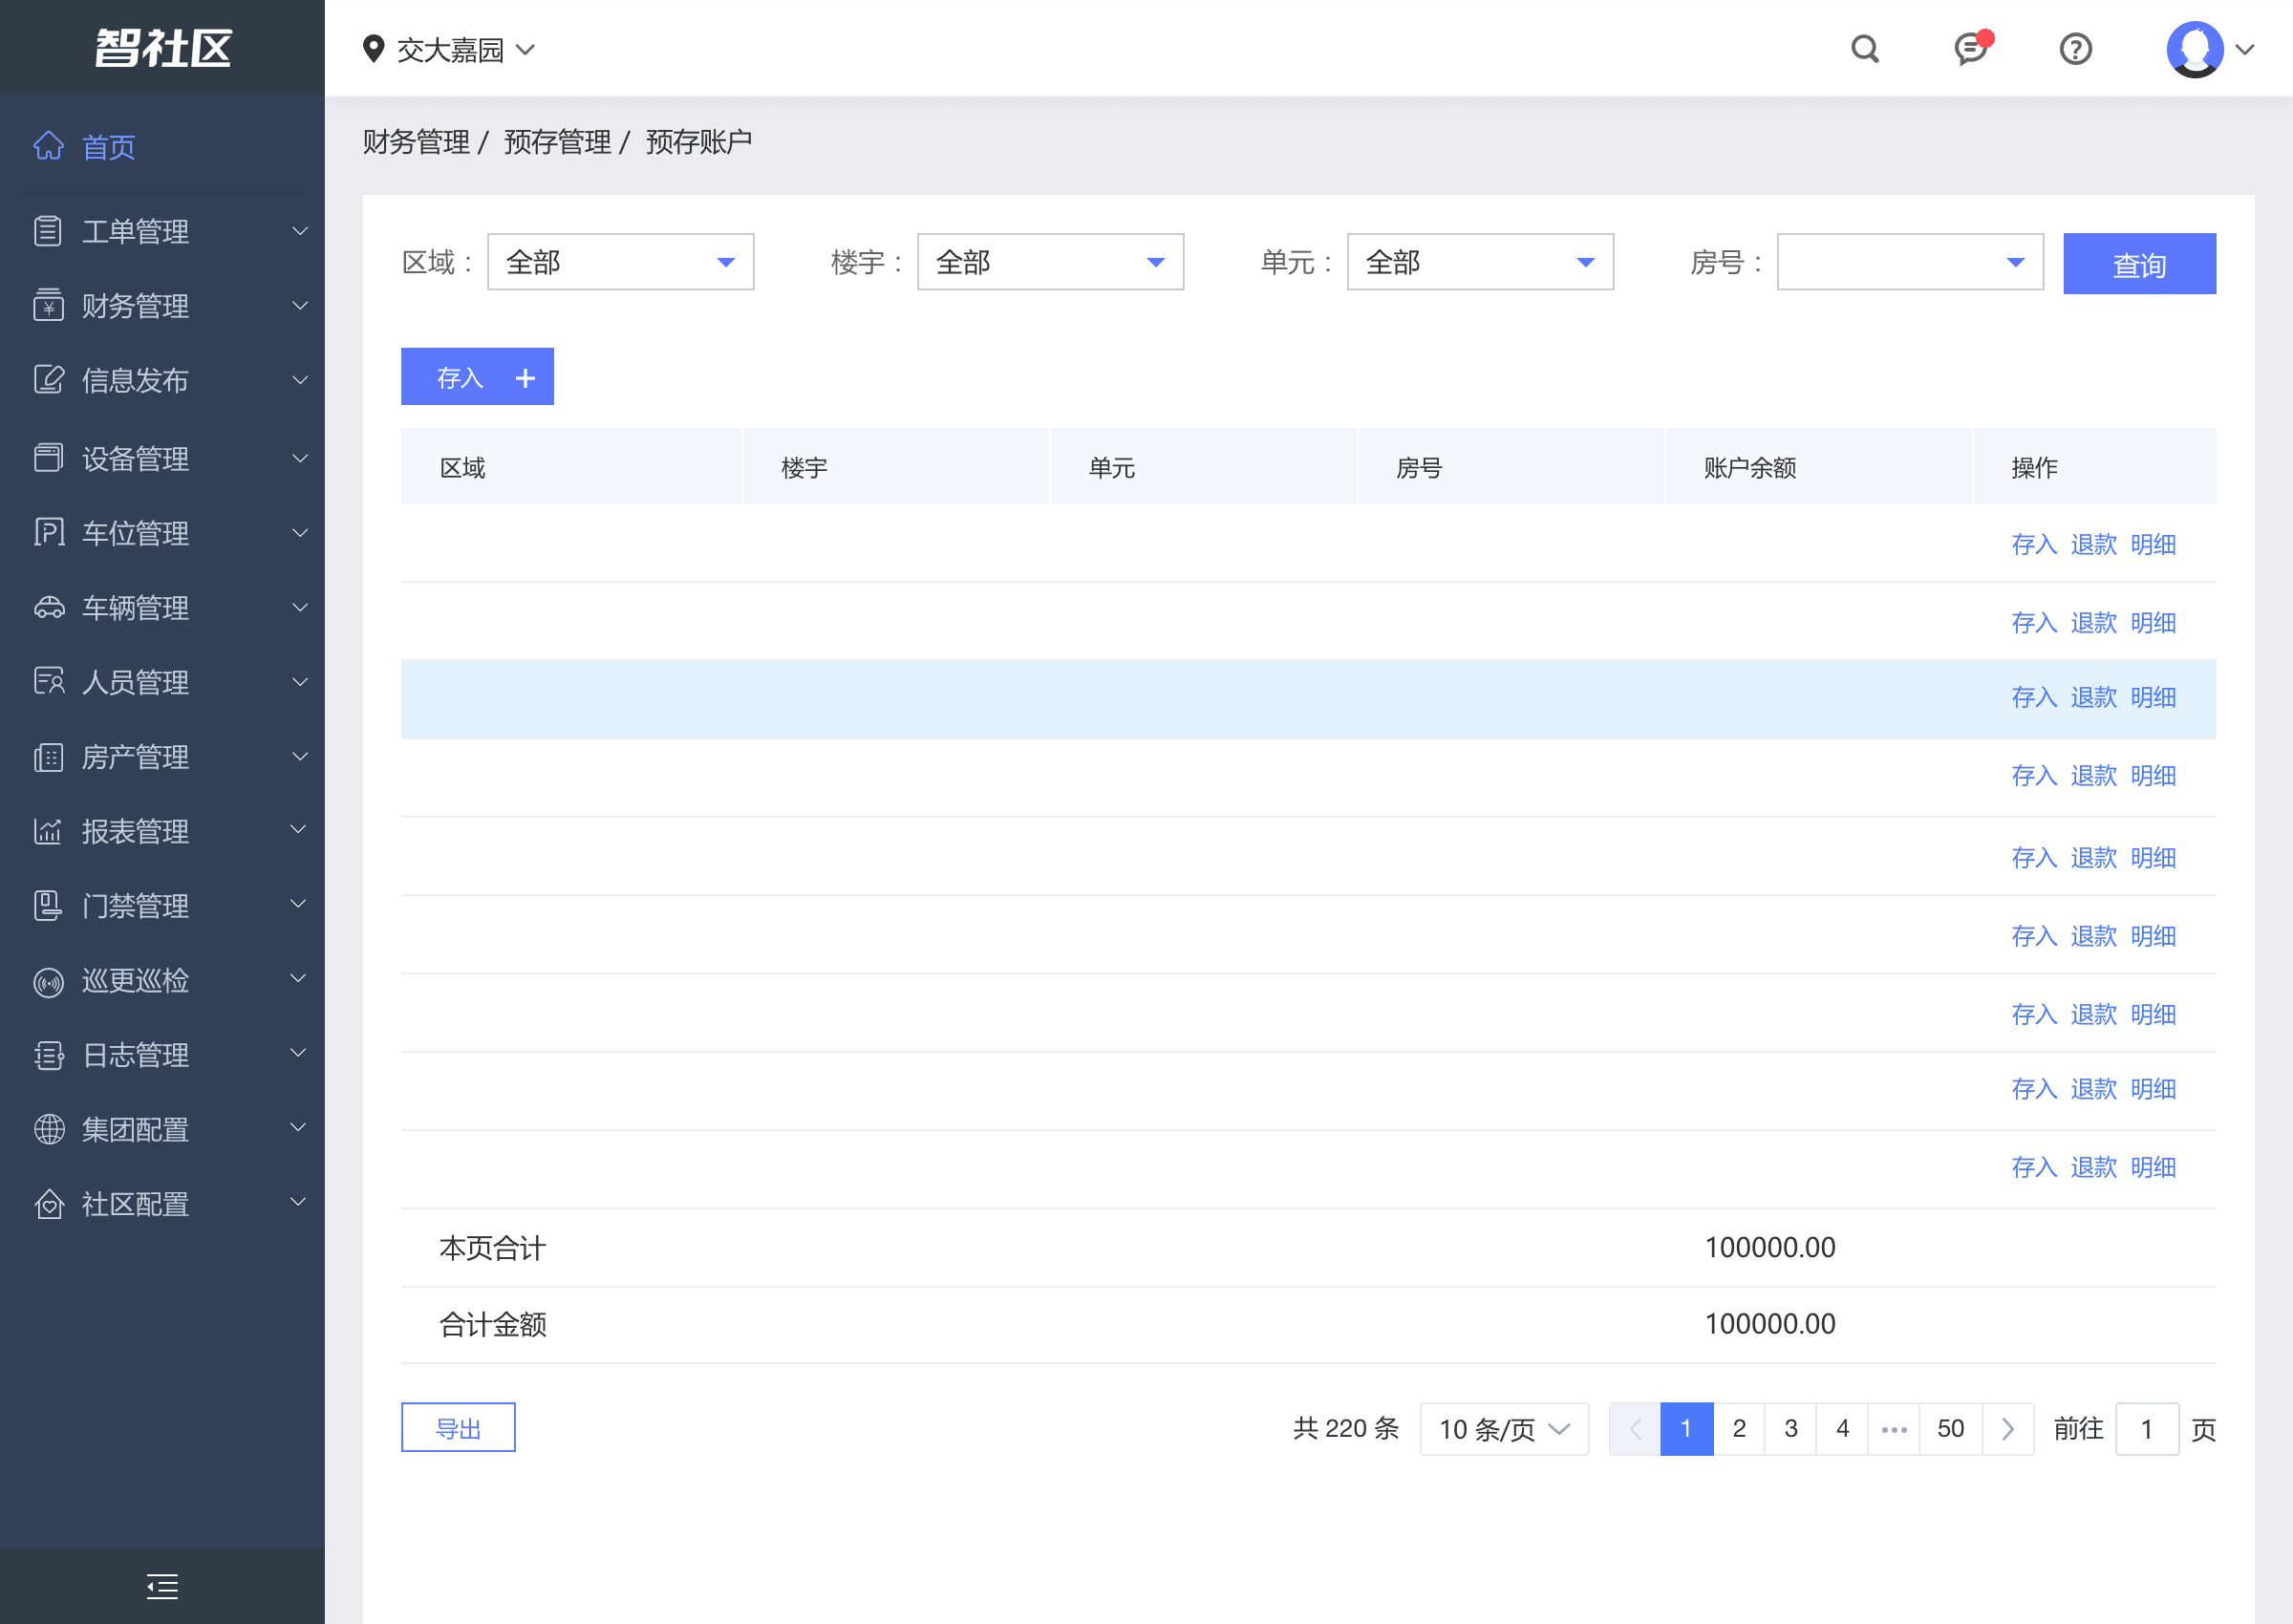 智社区
交大嘉园
首页
工单管理
财务管理
信息发布
设备管理
车位管理
车辆管理
人员管理
房产管理
报表管理
门禁管理
巡更巡检
日志管理
集团配置
社区配置
财务管理 / 预存管理 / 预存账户
区域：全部 楼宇：全部 单元：全部 房号： 查询
存入 +
区域 楼宇 单元 房号 账户余额 操作
存入 退款 明细
存入 退款 明细
存入 退款 明细
存入 退款 明细
存入 退款 明细
存入 退款 明细
存入 退款 明细
存入 退款 明细
存入 退款 明细
本页合计 100000.00
合计金额 100000.00
导出 共 220 条 10 条/页 1 2 3 4 ••• 50 前往 1 页